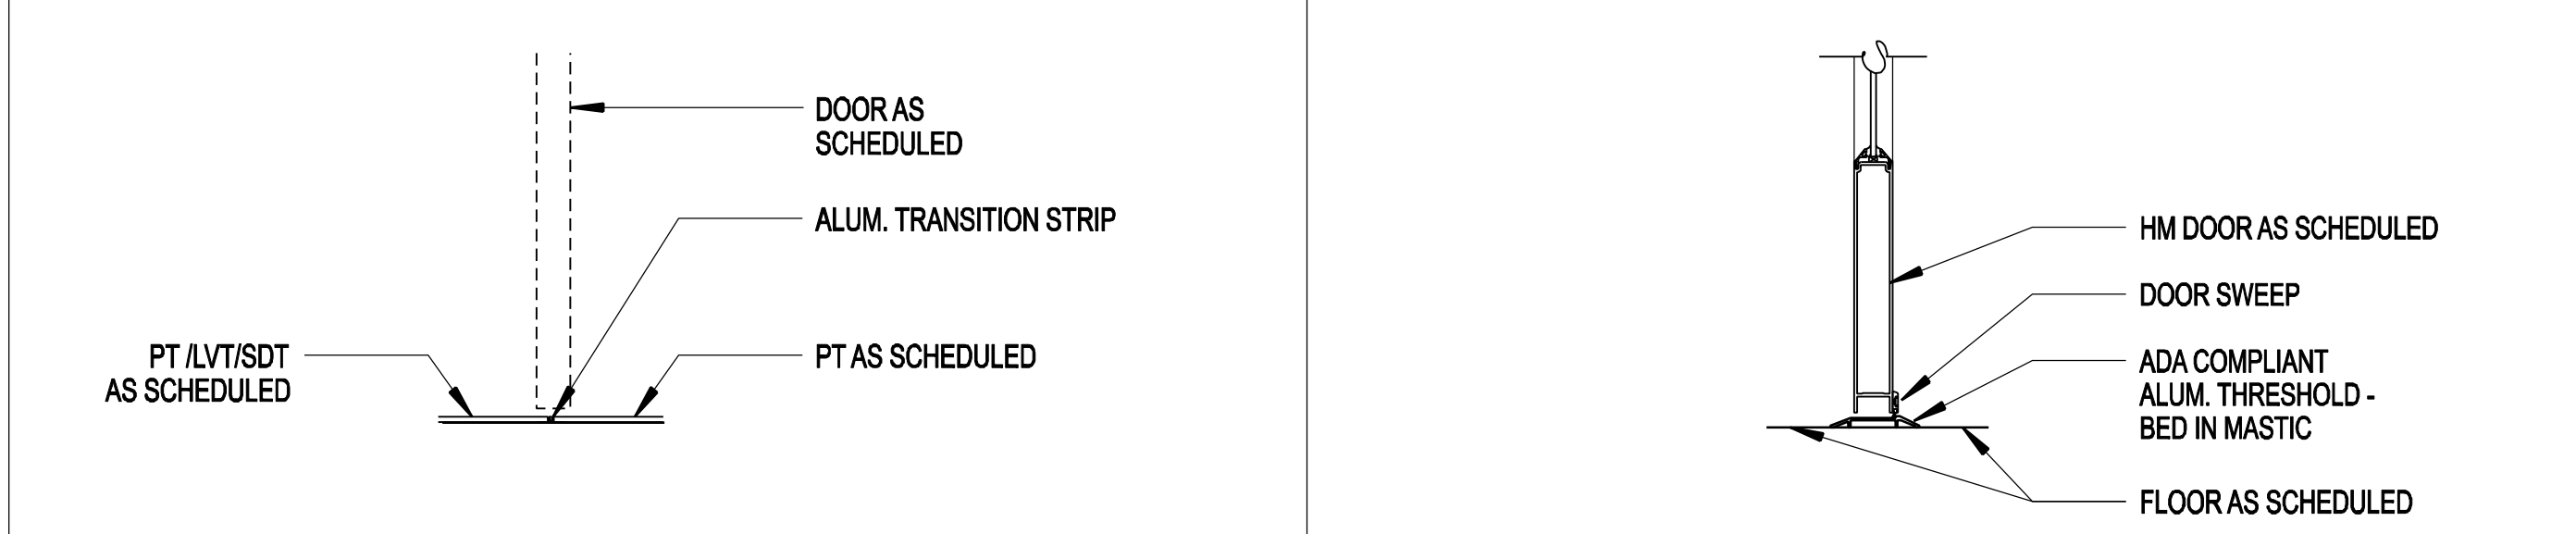 DOOR AS
SCHEDULED
ALUM. TRANSITION STRIP
PT /LVT/SDT
AS SCHEDULED
PT AS SCHEDULED
HM DOOR AS SCHEDULED
DOOR SWEEP
ADA COMPLIANT
ALUM. THRESHOLD -
BED IN MASTIC
FLOOR AS SCHEDULED